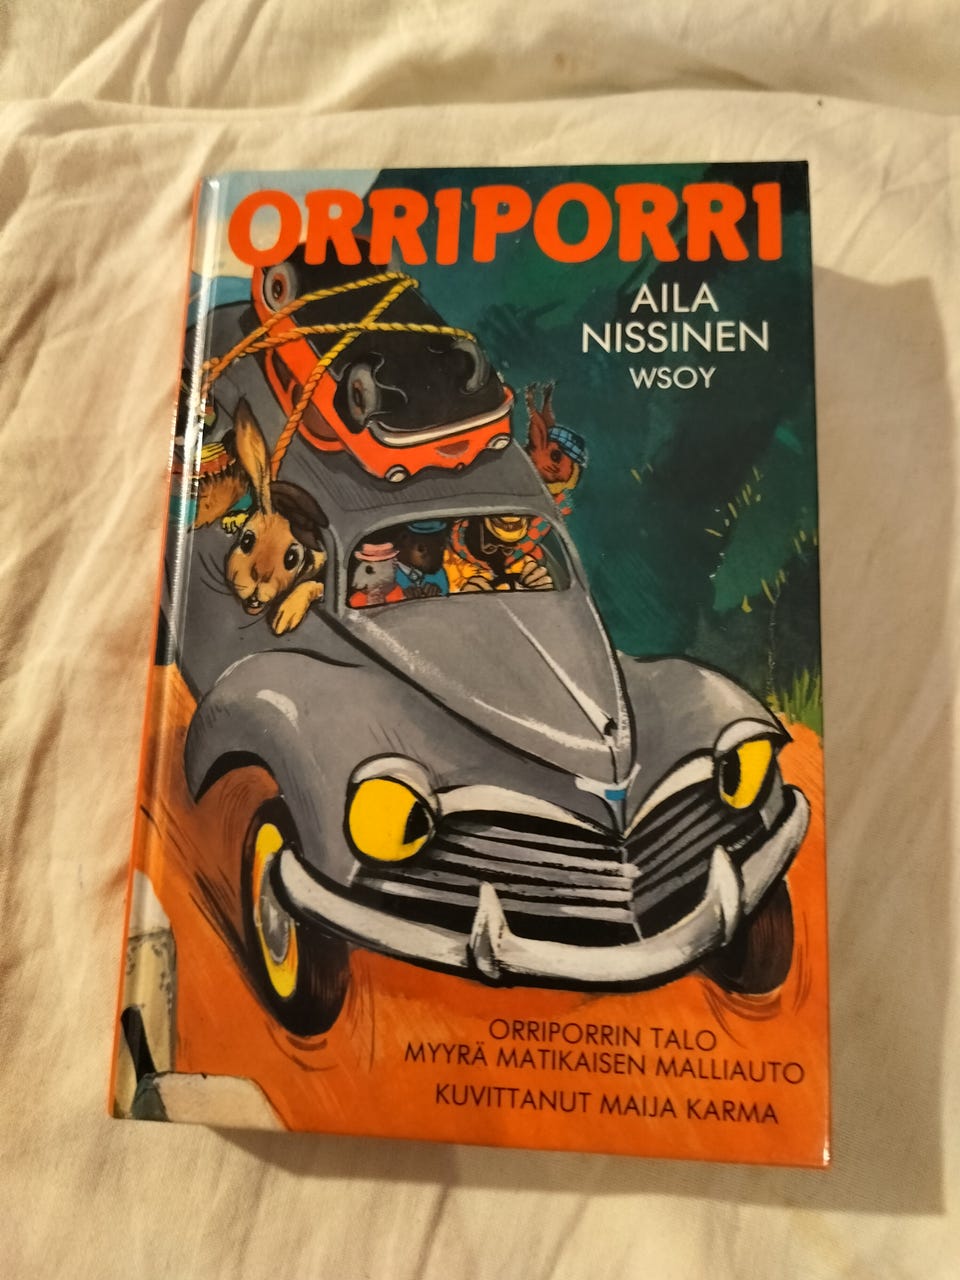 ORRIPORRI
AILA
NISSINEN
WSOY
ORRIPORRIN TALO
MYYRÄ MATIKAISEN MALLIAUTO
KUVITTANUT MAIJA KARMA